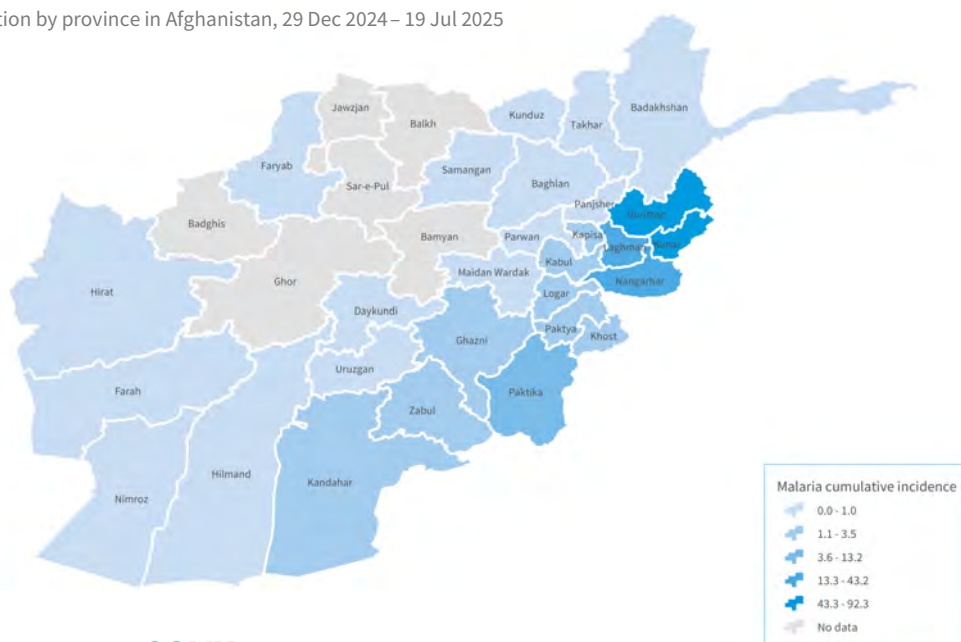 tion by province in Afghanistan, 29 Dec 2024 – 19 Jul 2025
Jawzjan
Balkh
Kunduz
Takhar
Badakhshan
Faryab
Samangan
Sar-e-Pul
Baghlan
Panjsher
Badghis
Bamyan
Parwan
Kapisa
Laghman
Kunar
Kabul
Maidan Wardak
Nangarhar
Ghor
Hirat
Logar
Daykundi
Paktya
Khost
Ghazni
Uruzgan
Farah
Paktika
Zabul
Hilmand
Kandahar
Nimroz
Malaria cumulative incidence
0.0 - 1.0
1.1 - 3.5
3.6 - 13.2
13.3 - 43.2
43.3 - 92.3
No data